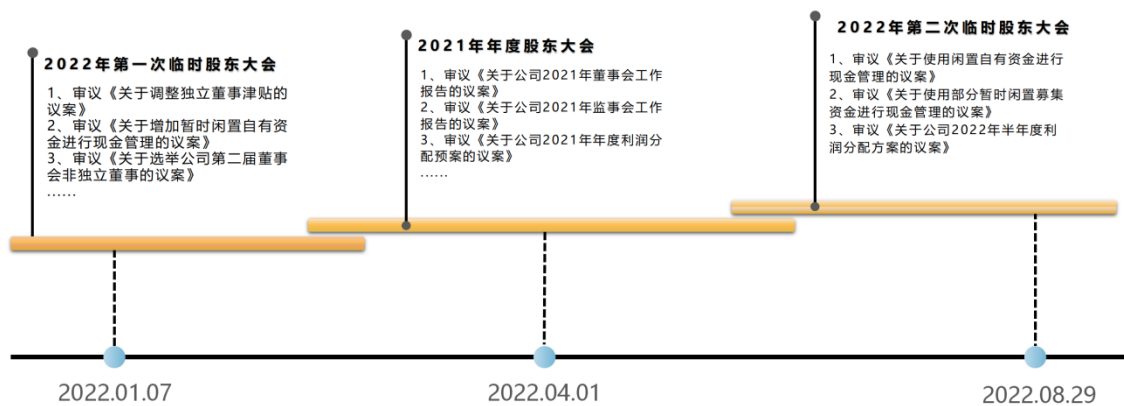 2022年第一次临时股东大会
1、审议《关于调整独立董事津贴的
议案》
2、审议《关于增加暂时闲置自有资
金进行现金管理的议案》
3、审议《关于选举公司第二届董事
会非独立董事的议案》
......
2021年年度股东大会
1、审议《关于公司2021年董事会工作
报告的议案》
2、审议《关于公司2021年监事会工作
报告的议案》
3、审议《关于公司2021年年度利润分
配预案的议案》
......
2022年第二次临时股东大会
1、审议《关于使用闲置自有资金进行
现金管理的议案》
2、审议《关于使用部分暂时闲置募集
资金进行现金管理的议案》
3、审议《关于公司2022年半年度利
润分配方案的议案》
2022.01.07
2022.04.01
2022.08.29